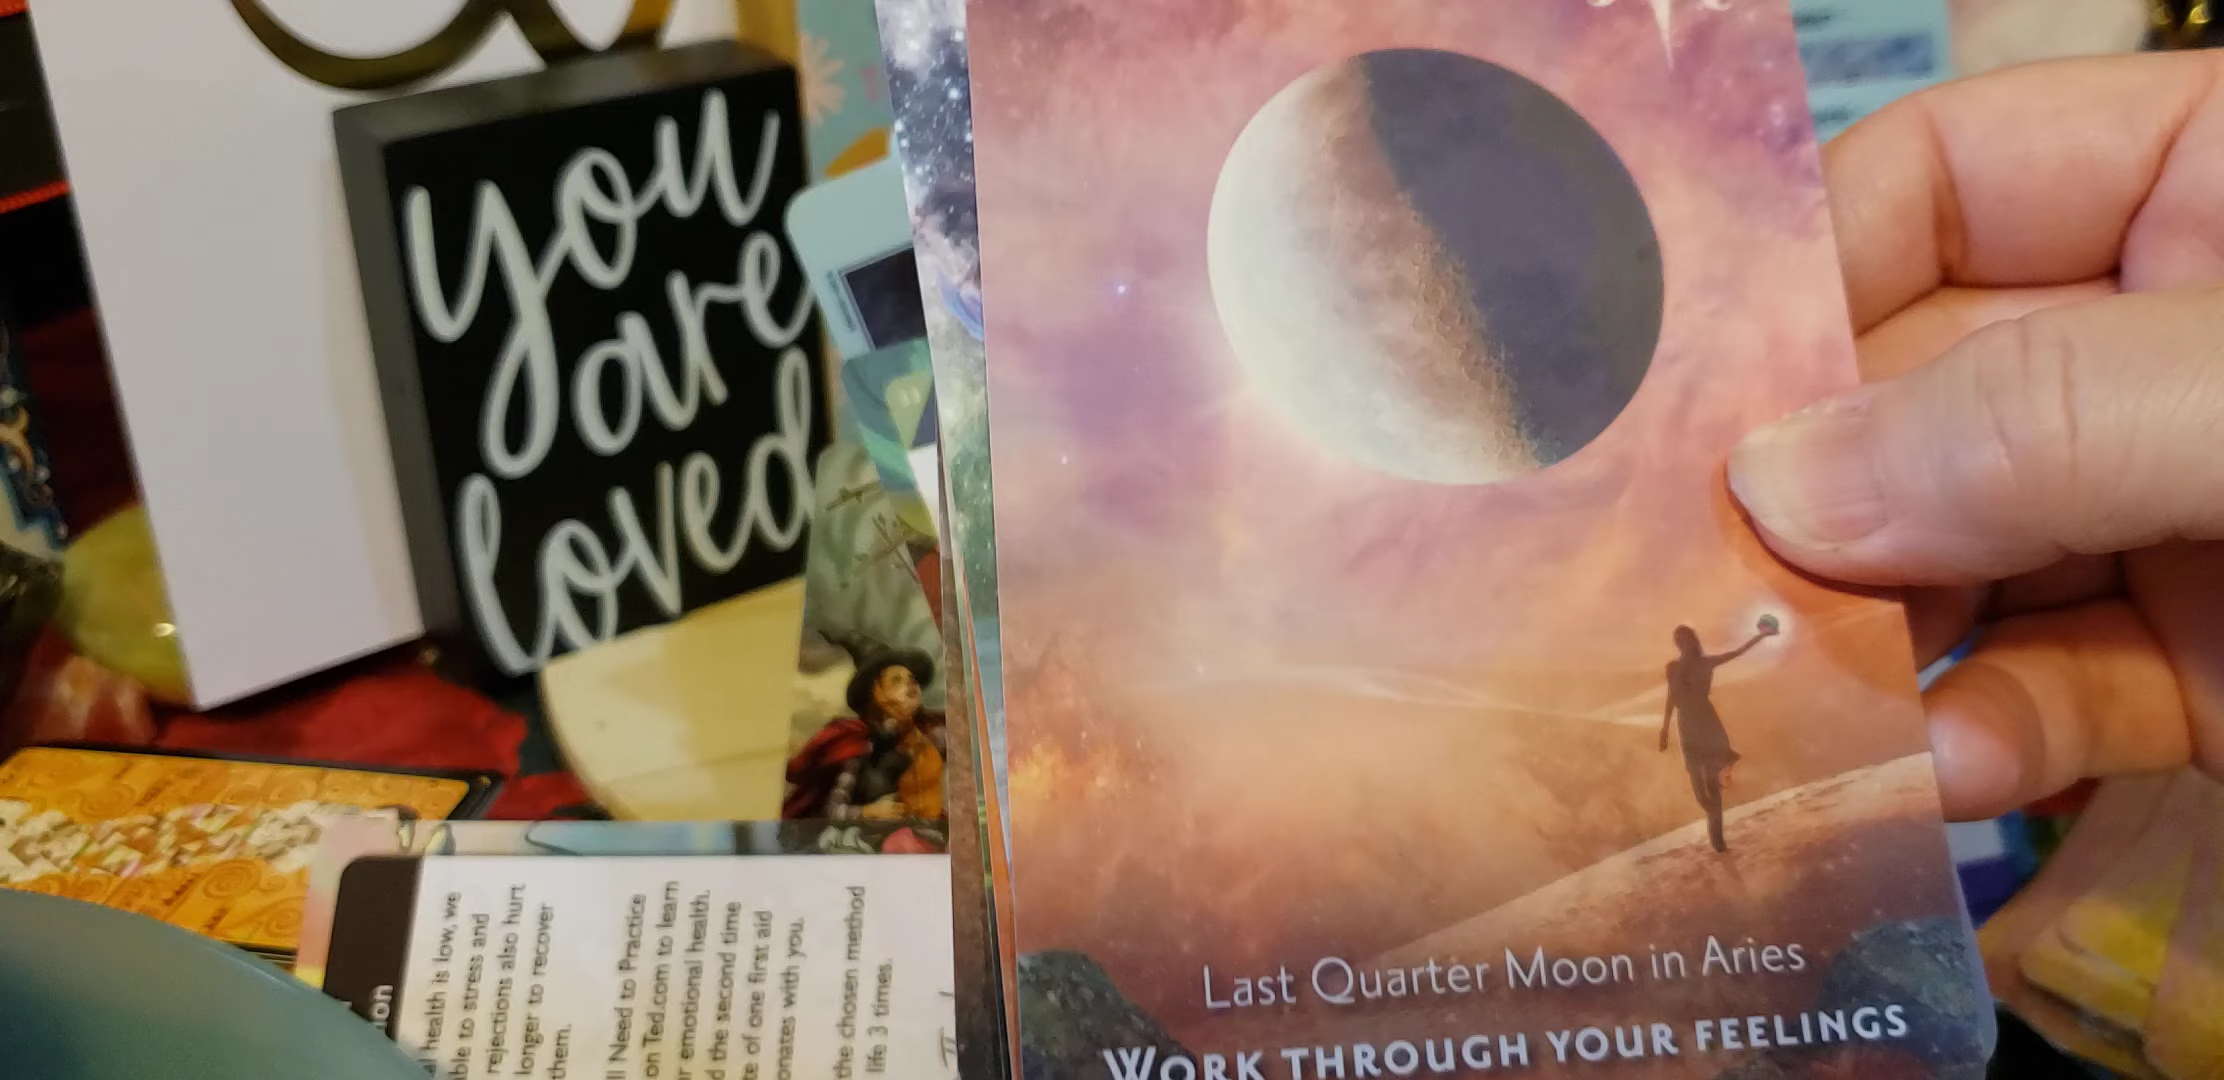 you
are
loved
Last Quarter Moon in Aries
WORK THROUGH YOUR FEELINGS
ion
health is low, we
able to stress and
rejections also hurt
longer to recover
them.
Need to Practice
on Ted.com to learn
emotional health.
the second time
of one first aid
with you.
the chosen method
life 3 times.